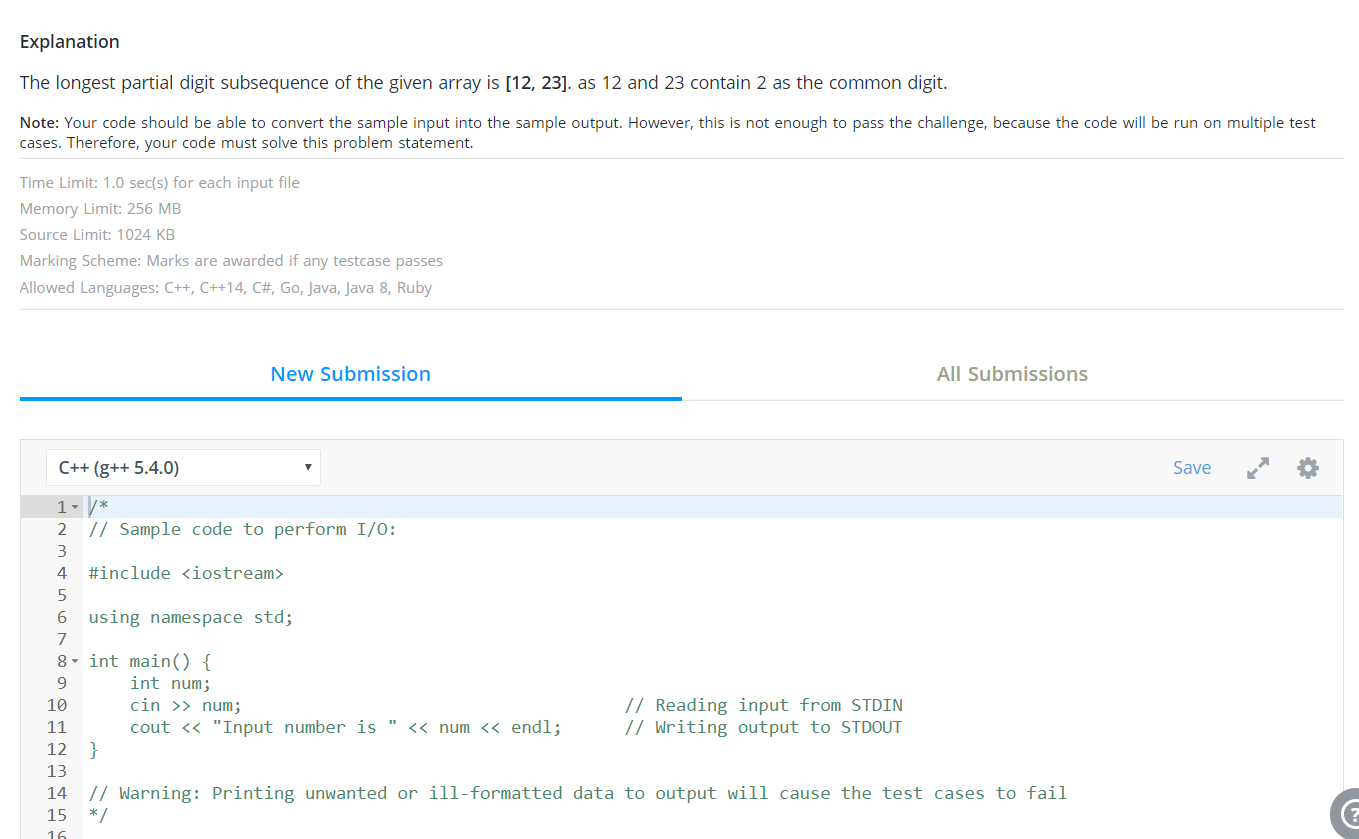 Explanation
The longest partial digit subsequence of the given array is [12, 23]. as 12 and 23 contain 2 as the common digit.
Note: Your code should be able to convert the sample input into the sample output. However, this is not enough to pass the challenge, because the code will be run on multiple test
cases. Therefore, your code must solve this problem statement.
Time Limit: 1.0 sec(s) for each input file
Memory Limit: 256 MB
Source Limit: 1024 KB
Marking Scheme: Marks are awarded if any testcase passes
Allowed Languages: C++, C++14, C#, Go, Java, Java 8, Ruby
New Submission All Submissions
C++ (g++ 5.4.0) Save
1 /*
2 // Sample code to perform I/O:
3
4 #include <iostream>
5
6 using namespace std;
7
8 int main() {
9     int num;
10     cin >> num; // Reading input from STDIN
11     cout << "Input number is " << num << endl; // Writing output to STDOUT
12 }
13
14 // Warning: Printing unwanted or ill-formatted data to output will cause the test cases to fail
15 */
16